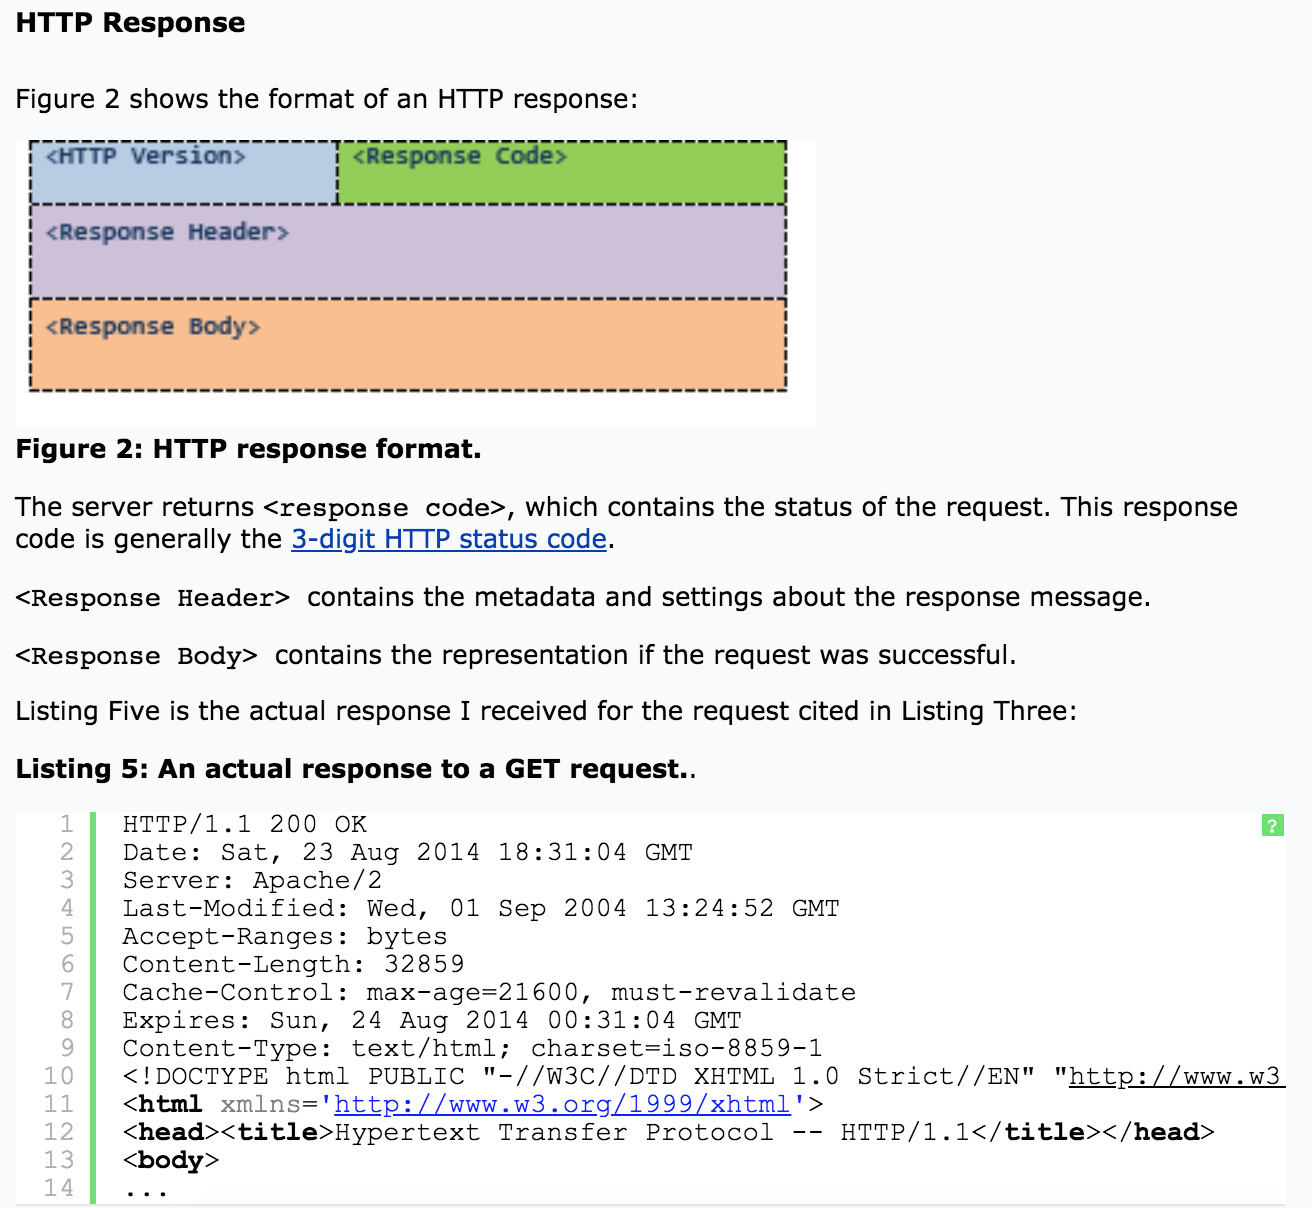 HTTP Response
Figure 2 shows the format of an HTTP response:
<HTTP Version> <Response Code>
<Response Header>
<Response Body>
Figure 2: HTTP response format.
The server returns <response code>, which contains the status of the request. This response
code is generally the 3-digit HTTP status code.
<Response Header> contains the metadata and settings about the response message.
<Response Body> contains the representation if the request was successful.
Listing Five is the actual response I received for the request cited in Listing Three:
Listing 5: An actual response to a GET request..
?
1 HTTP/1.1 200 OK
2 Date: Sat, 23 Aug 2014 18:31:04 GMT
3 Server: Apache/2
4 Last-Modified: Wed, 01 Sep 2004 13:24:52 GMT
5 Accept-Ranges: bytes
6 Content-Length: 32859
7 Cache-Control: max-age=21600, must-revalidate
8 Expires: Sun, 24 Aug 2014 00:31:04 GMT
9 Content-Type: text/html; charset=iso-8859-1
10 <!DOCTYPE html PUBLIC "-//W3C//DTD XHTML 1.0 Strict//EN" "http://www.w3
11 <html xmlns='http://www.w3.org/1999/xhtml'>
12 <head><title>Hypertext Transfer Protocol -- HTTP/1.1</title></head>
13 <body>
14 ...